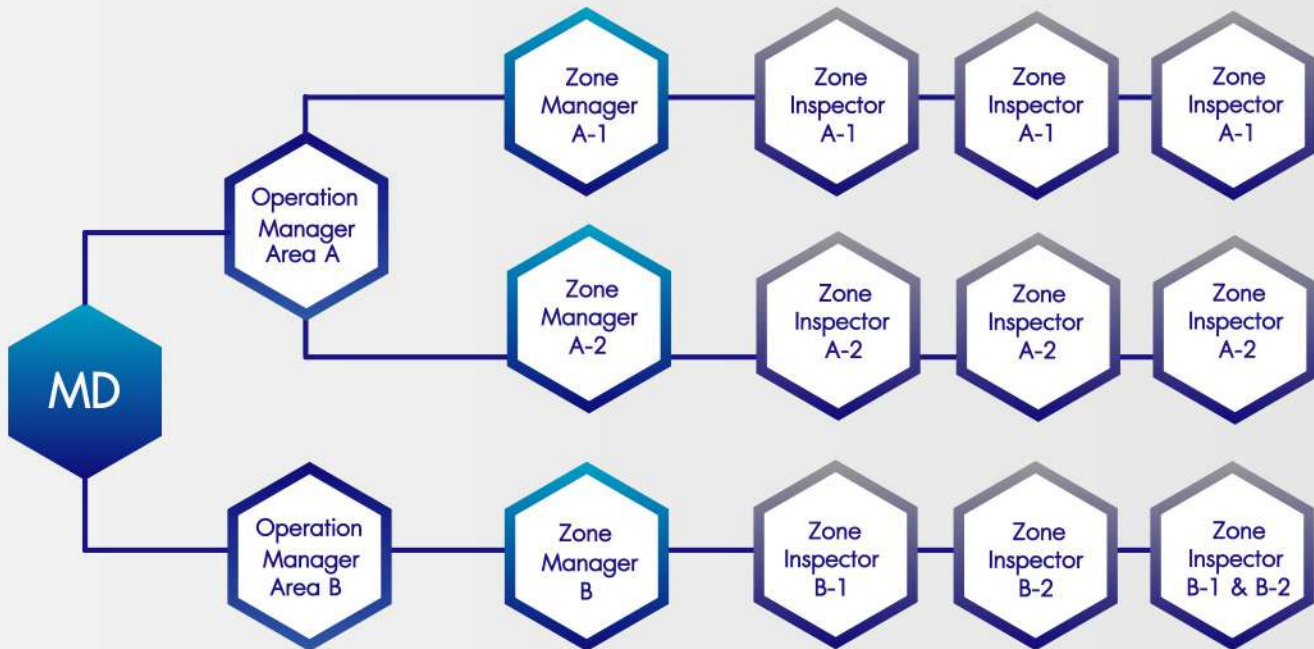 Zone
Manager
A-1
Zone
Inspector
A-1
Zone
Inspector
A-1
Zone
Inspector
A-1
Operation
Manager
Area A
Zone
Manager
A-2
Zone
Inspector
A-2
Zone
Inspector
A-2
Zone
Inspector
A-2
MD
Operation
Manager
Area B
Zone
Manager
B
Zone
Inspector
B-1
Zone
Inspector
B-2
Zone
Inspector
B-1 & B-2